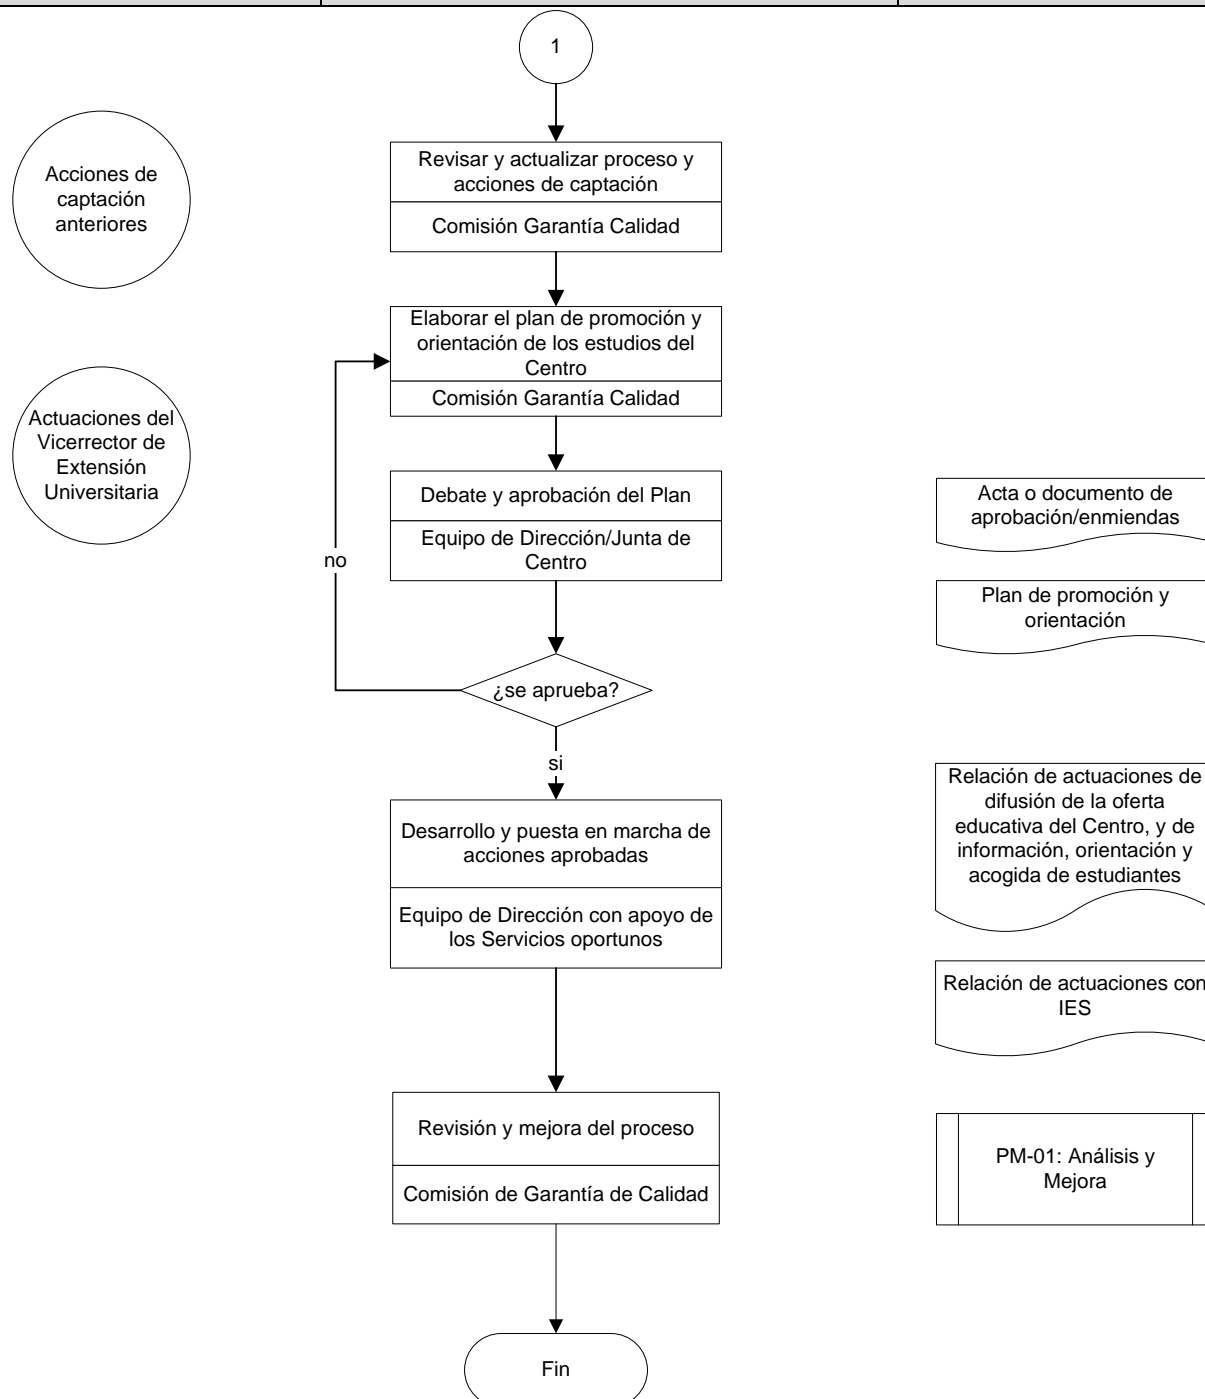 1
Revisar y actualizar proceso y
acciones de captación
Comisión Garantía Calidad
Acciones de
captación
anteriores
Elaborar el plan de promoción y
orientación de los estudios del
Centro
Comisión Garantía Calidad
Actuaciones del
Vicerrector de
Extensión
Universitaria
Debate y aprobación del Plan
Equipo de Dirección/Junta de
Centro
Acta o documento de
aprobación/enmiendas
no
Plan de promoción y
orientación
¿se aprueba?
si
Desarrollo y puesta en marcha de
acciones aprobadas
Equipo de Dirección con apoyo de
los Servicios oportunos
Relación de actuaciones de
difusión de la oferta
educativa del Centro, y de
información, orientación y
acogida de estudiantes
Relación de actuaciones con
IES
Revisión y mejora del proceso
Comisión de Garantía de Calidad
PM-01: Análisis y
Mejora
Fin